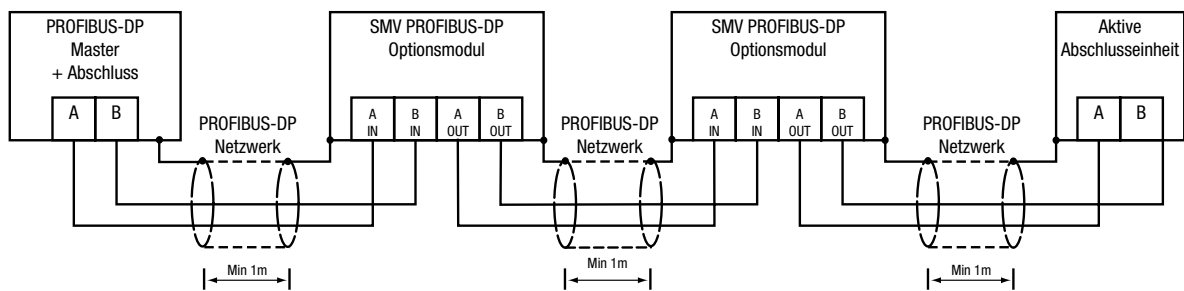 PROFIBUS-DP
Master
+ Abschluss
A B
PROFIBUS-DP
Netzwerk
Min 1m
SMV PROFIBUS-DP
Optionsmodul
A B A B
IN IN OUT OUT
PROFIBUS-DP
Netzwerk
Min 1m
SMV PROFIBUS-DP
Optionsmodul
A B A B
IN IN OUT OUT
PROFIBUS-DP
Netzwerk
Min 1m
Aktive
Abschlusseinheit
A B